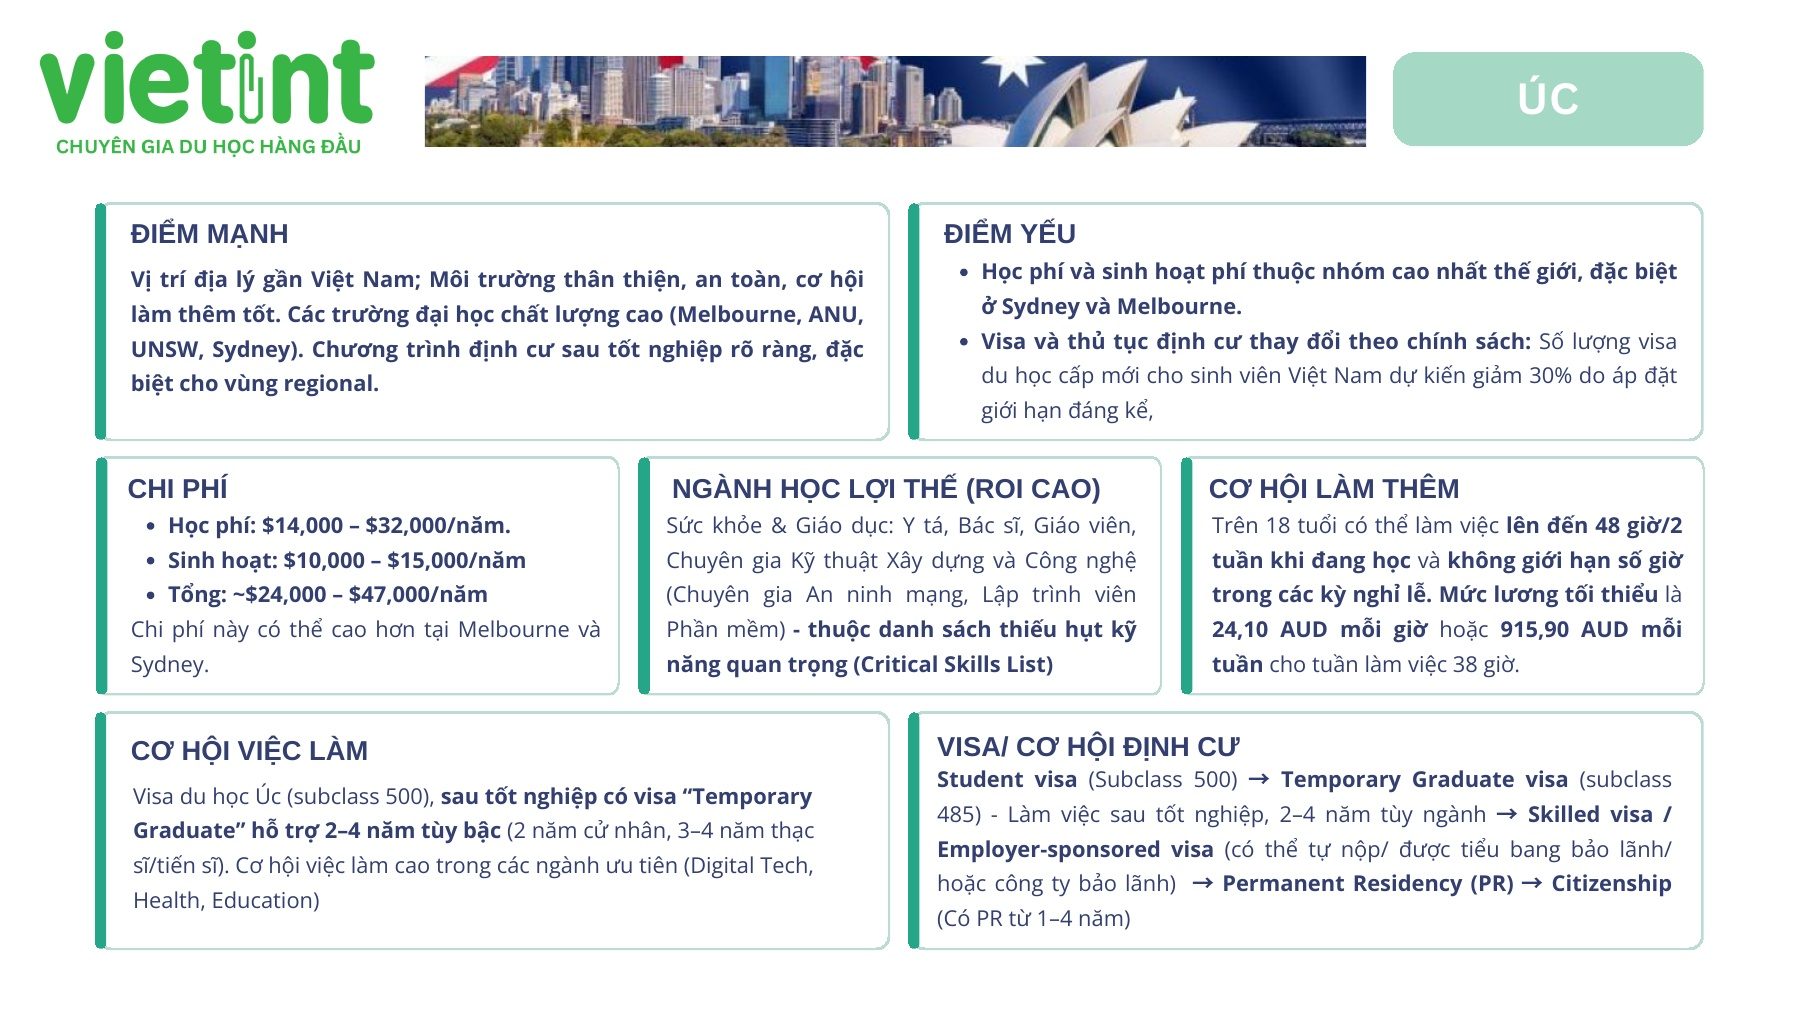 vietint
CHUYÊN GIA DU HỌC HÀNG ĐẦU
ÚC
ĐIỂM MẠNH
Vị trí địa lý gần Việt Nam; Môi trường thân thiện, an toàn, cơ hội
làm thêm tốt. Các trường đại học chất lượng cao (Melbourne, ANU,
UNSW, Sydney). Chương trình định cư sau tốt nghiệp rõ ràng, đặc
biệt cho vùng regional.
ĐIỂM YẾU
• Học phí và sinh hoạt phí thuộc nhóm cao nhất thế giới, đặc biệt
ở Sydney và Melbourne.
• Visa và thủ tục định cư thay đổi theo chính sách: Số lượng visa
du học cấp mới cho sinh viên Việt Nam dự kiến giảm 30% do áp đặt
giới hạn đáng kể,
CHI PHÍ
• Học phí: $14,000 – $32,000/năm.
• Sinh hoạt: $10,000 – $15,000/năm
• Tổng: ~$24,000 – $47,000/năm
Chi phí này có thể cao hơn tại Melbourne và
Sydney.
NGÀNH HỌC LỢI THẾ (ROI CAO)
Sức khỏe & Giáo dục: Y tá, Bác sĩ, Giáo viên,
Chuyên gia Kỹ thuật Xây dựng và Công nghệ
(Chuyên gia An ninh mạng, Lập trình viên
Phần mềm) - thuộc danh sách thiếu hụt kỹ
năng quan trọng (Critical Skills List)
CƠ HỘI LÀM THÊM
Trên 18 tuổi có thể làm việc lên đến 48 giờ/2
tuần khi đang học và không giới hạn số giờ
trong các kỳ nghỉ lễ. Mức lương tối thiểu là
24,10 AUD mỗi giờ hoặc 915,90 AUD mỗi
tuần cho tuần làm việc 38 giờ.
CƠ HỘI VIỆC LÀM
Visa du học Úc (subclass 500), sau tốt nghiệp có visa “Temporary
Graduate” hỗ trợ 2–4 năm tùy bậc (2 năm cử nhân, 3–4 năm thạc
sĩ/tiến sĩ). Cơ hội việc làm cao trong các ngành ưu tiên (Digital Tech,
Health, Education)
VISA/ CƠ HỘI ĐỊNH CƯ
Student visa (Subclass 500) → Temporary Graduate visa (subclass
485) - Làm việc sau tốt nghiệp, 2–4 năm tùy ngành → Skilled visa /
Employer-sponsored visa (có thể tự nộp/ được tiểu bang bảo lãnh/
hoặc công ty bảo lãnh) → Permanent Residency (PR) → Citizenship
(Có PR từ 1–4 năm)